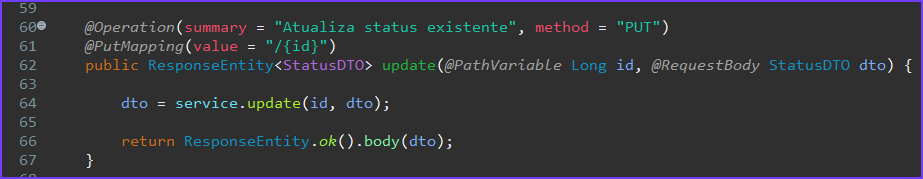 59
60 @Operation(summary = "Atualiza status existente", method = "PUT")
61 @PutMapping(value = "/{id}")
62 public ResponseEntity<StatusDTO> update(@PathVariable Long id, @RequestBody StatusDTO dto) {
63
64 dto = service.update(id, dto);
65
66 return ResponseEntity.ok().body(dto);
67 }